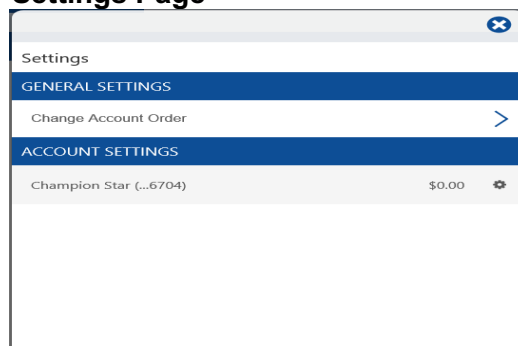 Settings Page
Settings
GENERAL SETTINGS
Change Account Order
ACCOUNT SETTINGS
Champion Star (...6704) $0.00